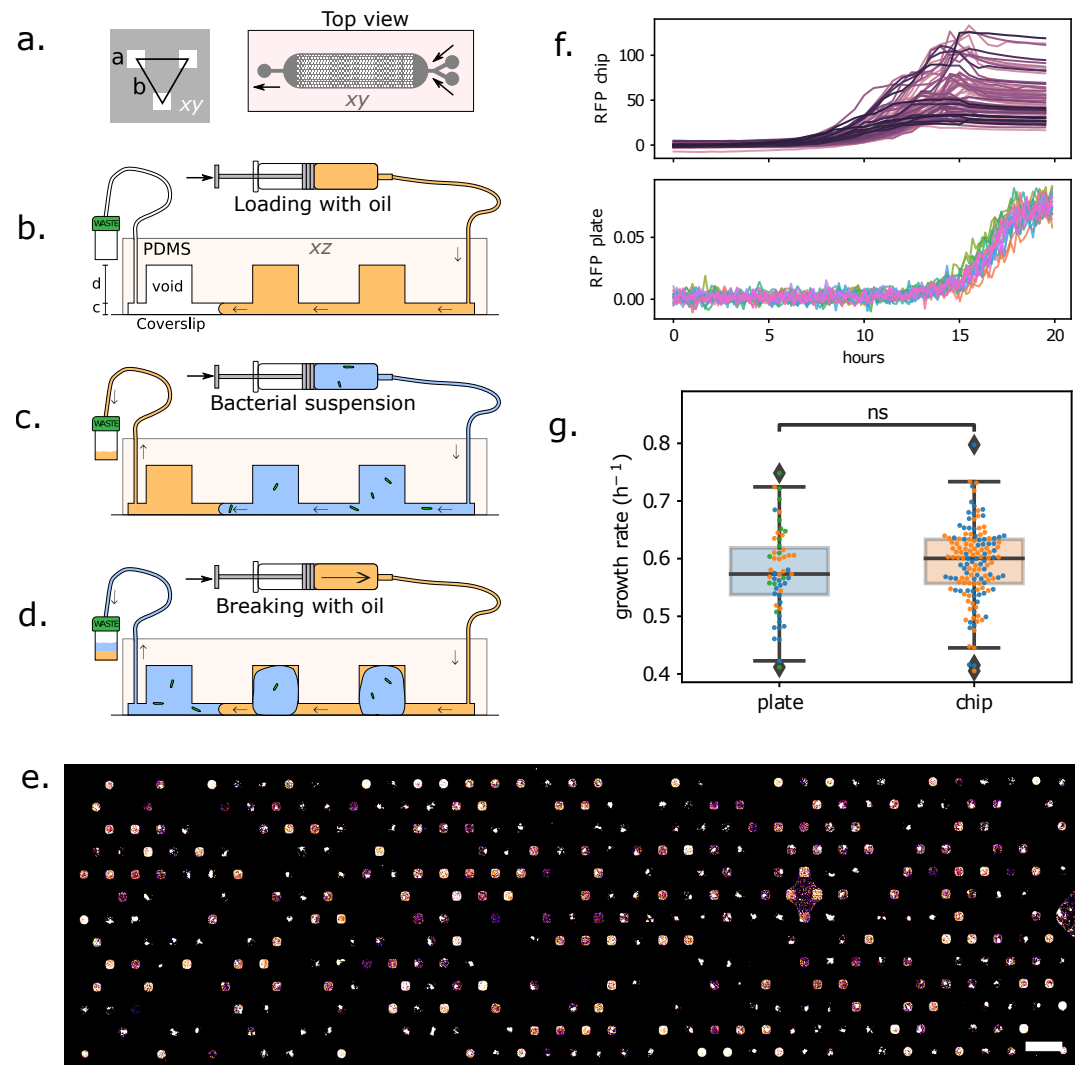 a.
a
b
xy
Top view
xy
b.
Loading with oil
WASTE
PDMS
xz
d
void
c
Coverslip
c.
Bacterial suspension
WASTE
d.
Breaking with oil
WASTE
e.
f.
RFP chip
100
50
0
RFP plate
0.05
0.00
0
5
10
15
20
hours
g.
ns
growth rate (h⁻¹)
0.8
0.7
0.6
0.5
0.4
plate
chip